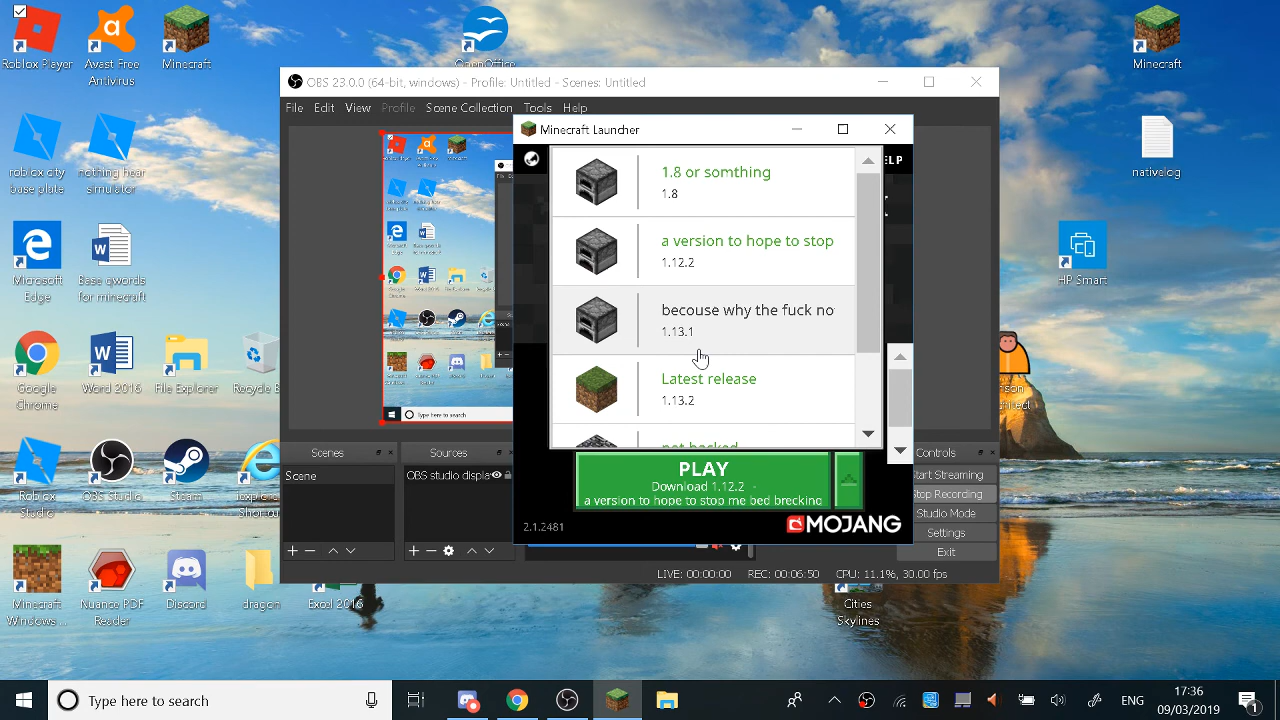 Roblox Player
Avast Free
Antivirus
Minecraft
OpenOffice
Minecraft
roblox city
base plate
nothing hear
simulator
nativelog
Microsoft
Edge
Base qwords
for minecraft
HP Smart
Google
Chrome
Word 2016
File Explorer
Recycle B
Roblox
Studio
OBS Studio
Steam
Minecraft
Windows ...
Nuance PDF
Reader
Discord
dragon
Excel 2016
Cities
Skylines
OBS 23.0.0 (64-bit, windows) - Profile: Untitled - Scenes: Untitled
File Edit View Profile Scene Collection Tools Help
Type here to search
Scenes
Sources
Controls
Scene
OBS studio displa
Start Streaming
Stop Recording
Studio Mode
Settings
Exit
LIVE: 00:00:00 REC: 00:06:50 CPU: 11.1%, 30.00 fps
Minecraft Launcher
ELP
1.8 or somthing
1.8
a version to hope to stop
1.12.2
becouse why the fuck no
1.13.1
Latest release
1.13.2
PLAY
Download 1.12.2 -
a version to hope to stop me bed brecking
2.1.2481
MOJANG
Type here to search
ENG
17:36
09/03/2019
1